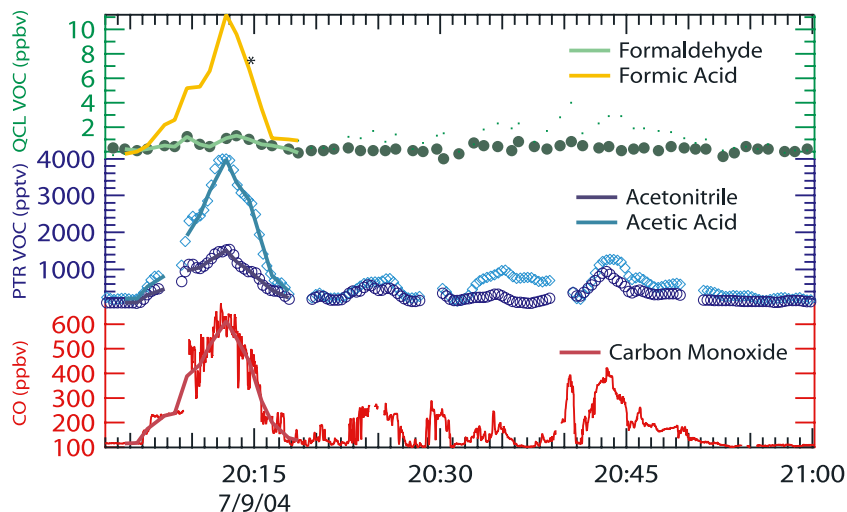 QCL VOC (ppbv)
10
8
6
4
2
*
Formaldehyde
Formic Acid
PTR VOC (pptv)
4000
3000
2000
1000
Acetonitrile
Acetic Acid
CO (ppbv)
600
500
400
300
200
100
Carbon Monoxide
20:15 20:30 20:45 21:00
7/9/04